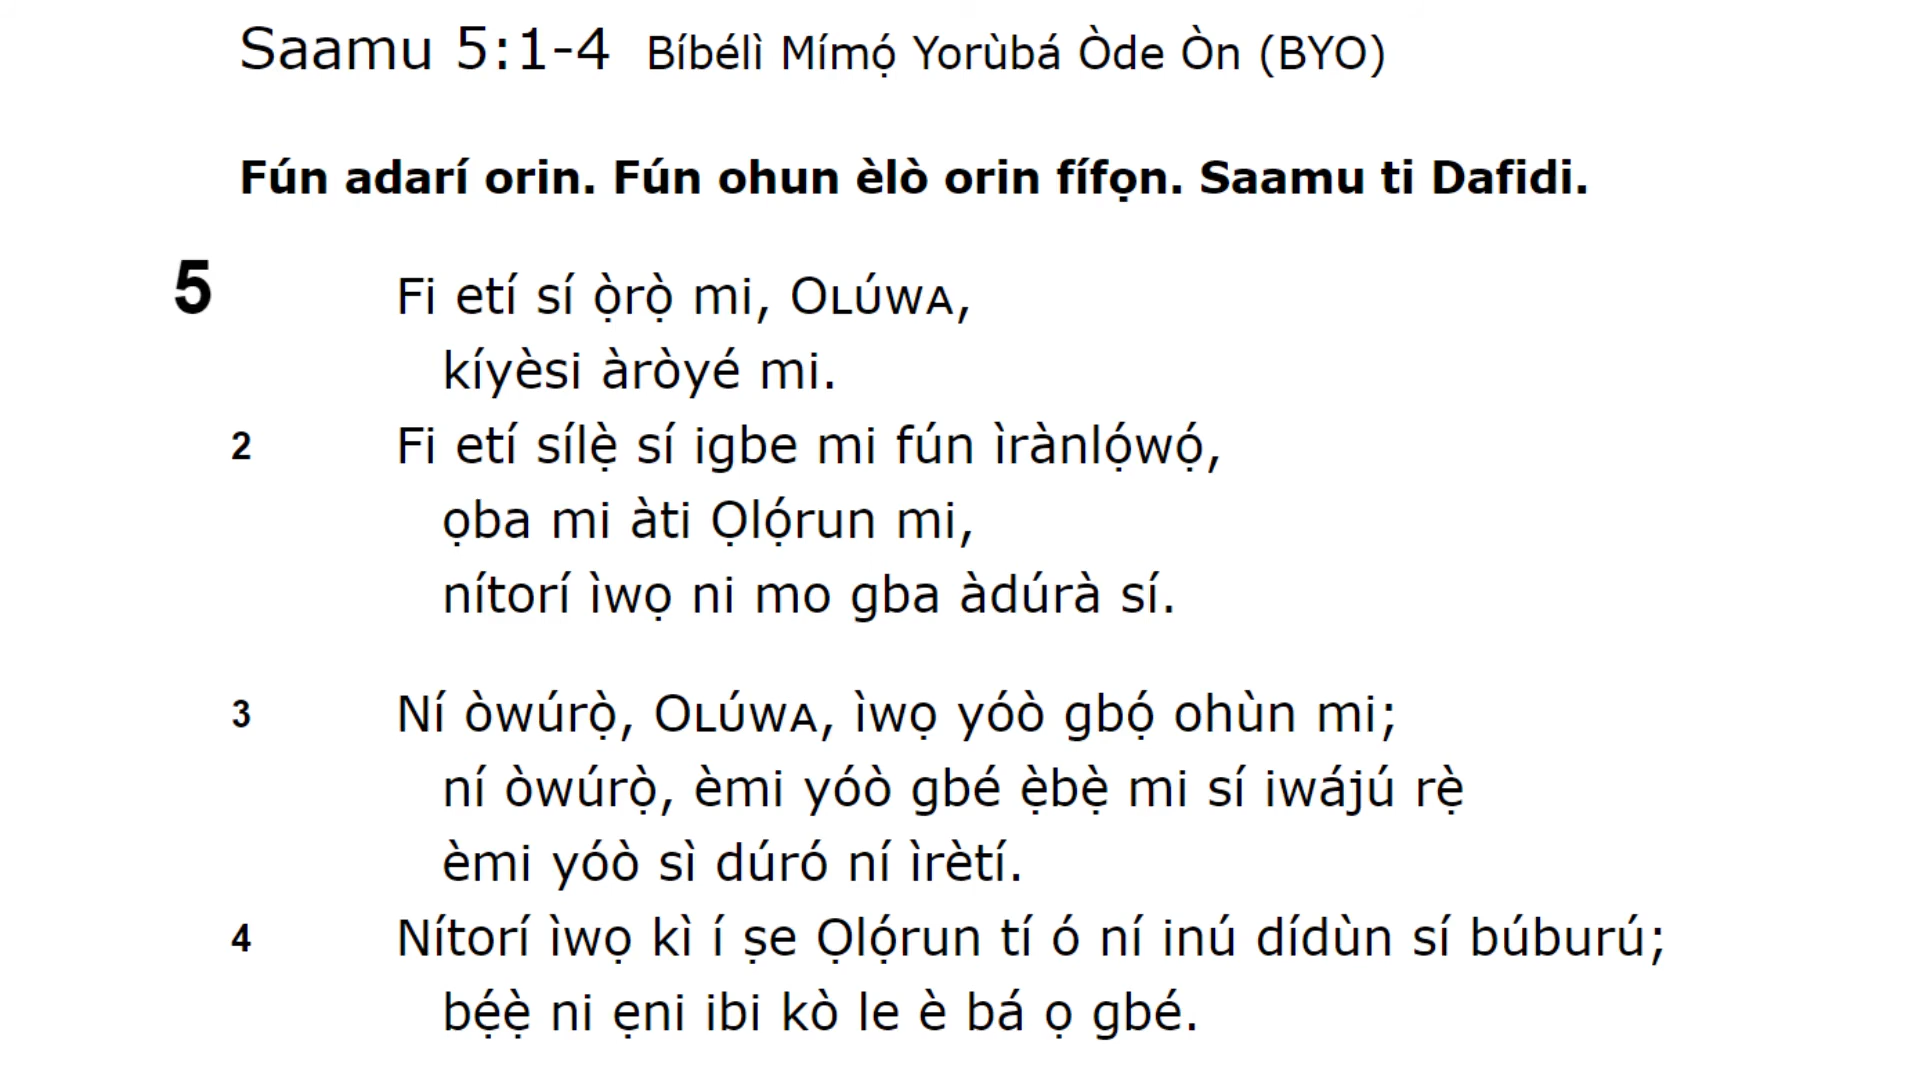 Saamu 5:1-4 Bíbélì Mímọ́ Yorùbá Òde Òn (BYO)
Fún adarí orin. Fún ohun èlò orin fífọn. Saamu ti Dafidi.
5 Fi etí sí ọ̀rọ̀ mi, OLÚWA,
kíyèsi àròyé mi.
2 Fi etí sílẹ̀ sí igbe mi fún ìrànlọ́wọ́,
ọba mi àti Ọlọ́run mi,
nítorí ìwọ ni mo gba àdúrà sí.
3 Ní òwúrọ̀, OLÚWA, ìwọ yóò gbọ́ ohùn mi;
ní òwúrọ̀, èmi yóò gbé ẹ̀bẹ̀ mi sí iwájú rẹ̀
èmi yóò sì dúró ní ìrètí.
4 Nítorí ìwọ kì í ṣe Ọlọ́run tí ó ní inú dídùn sí búburú;
bẹ́ẹ̀ ni ẹni ibi kò le è bá ọ gbé.